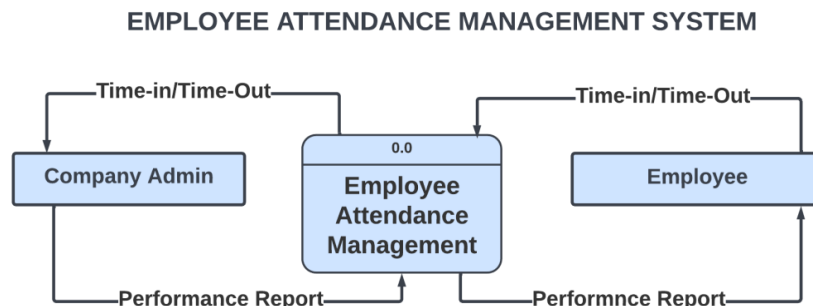 EMPLOYEE ATTENDANCE MANAGEMENT SYSTEM
Time-in/Time-Out
Time-in/Time-Out
0.0
Company Admin
Employee
Attendance
Management
Employee
Performance Report
Performnce Report